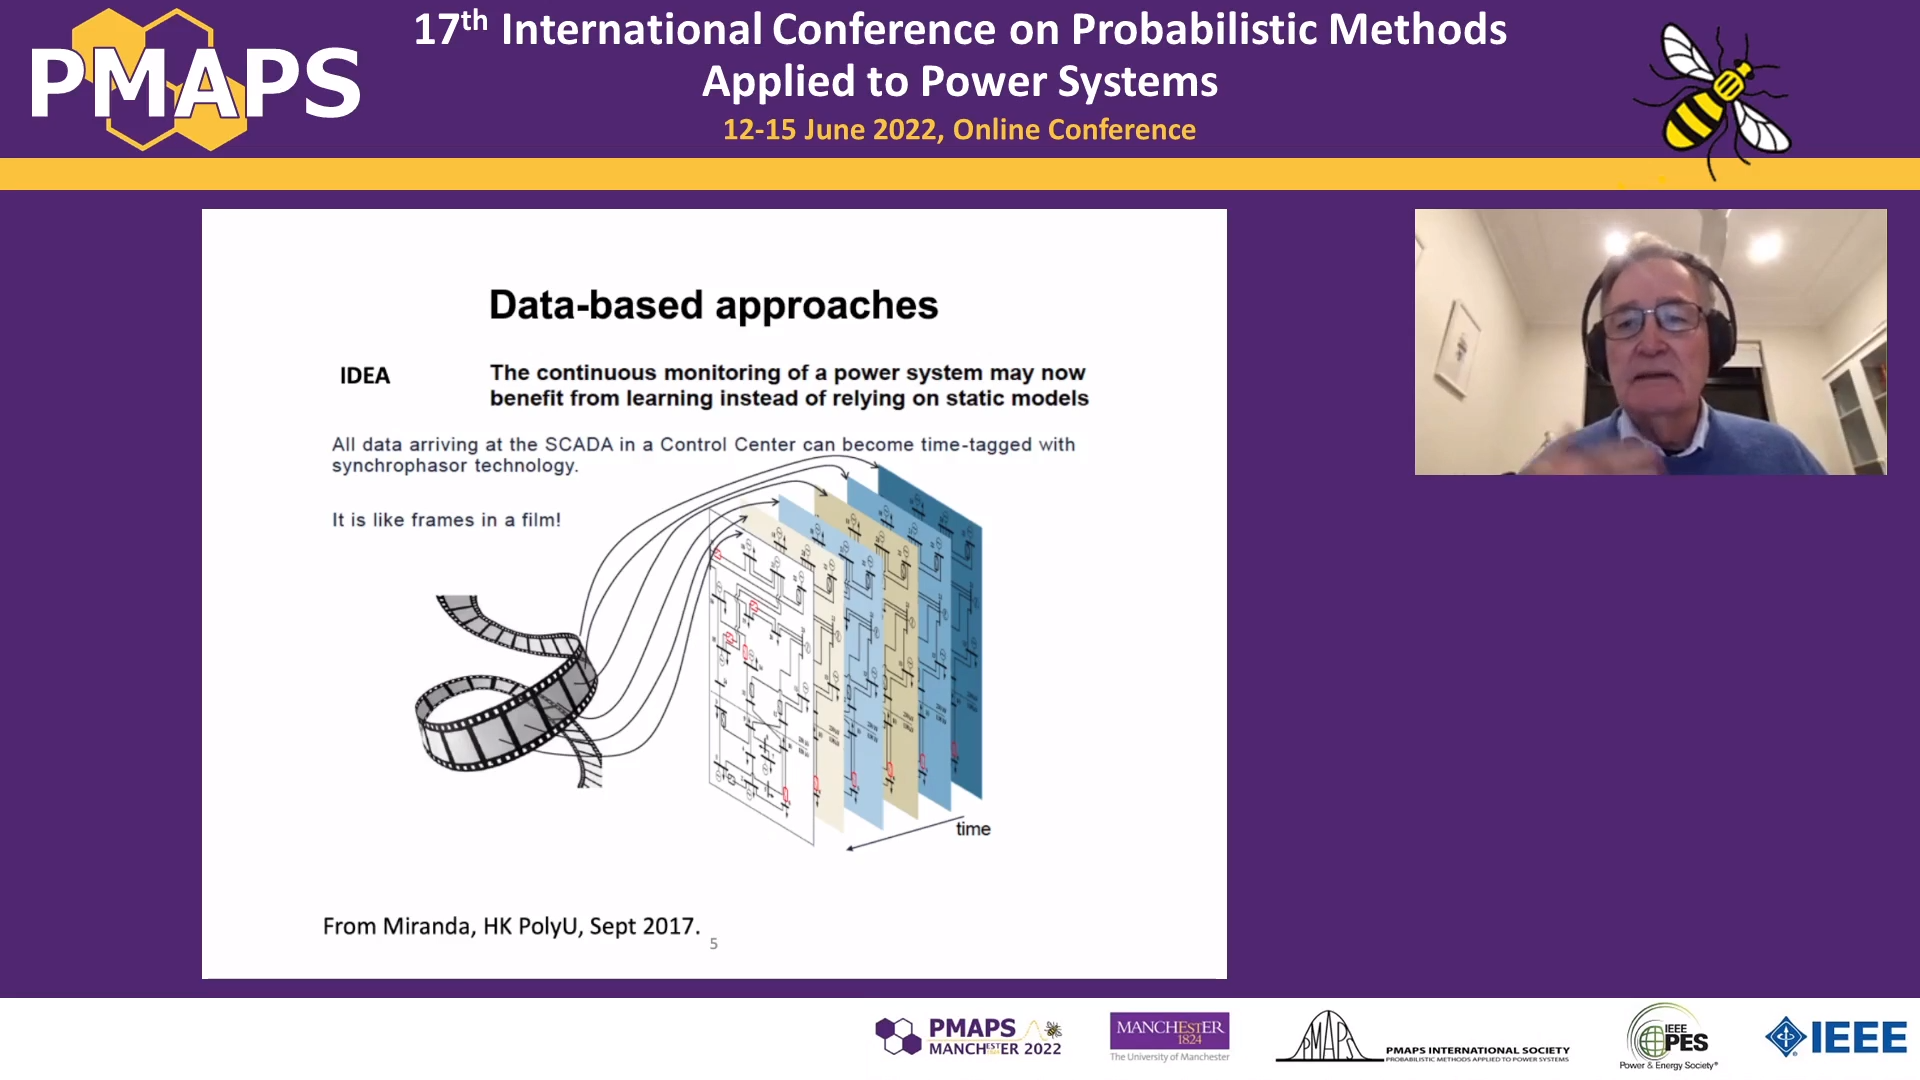 PMAPS
17th International Conference on Probabilistic Methods
Applied to Power Systems
12-15 June 2022, Online Conference
Data-based approaches
IDEA
The continuous monitoring of a power system may now
benefit from learning instead of relying on static models
All data arriving at the SCADA in a Control Center can become time-tagged with
synchrophasor technology.
It is like frames in a film!
time
From Miranda, HK PolyU, Sept 2017.
5
PMAPS
MANCHESTER 2022
MANCHESTER
1824
The University of Manchester
PMAPS
PMAPS INTERNATIONAL SOCIETY
PROBABILISTIC METHODS APPLIED TO POWER SYSTEMS
IEEE
PES
Power & Energy Society®
IEEE